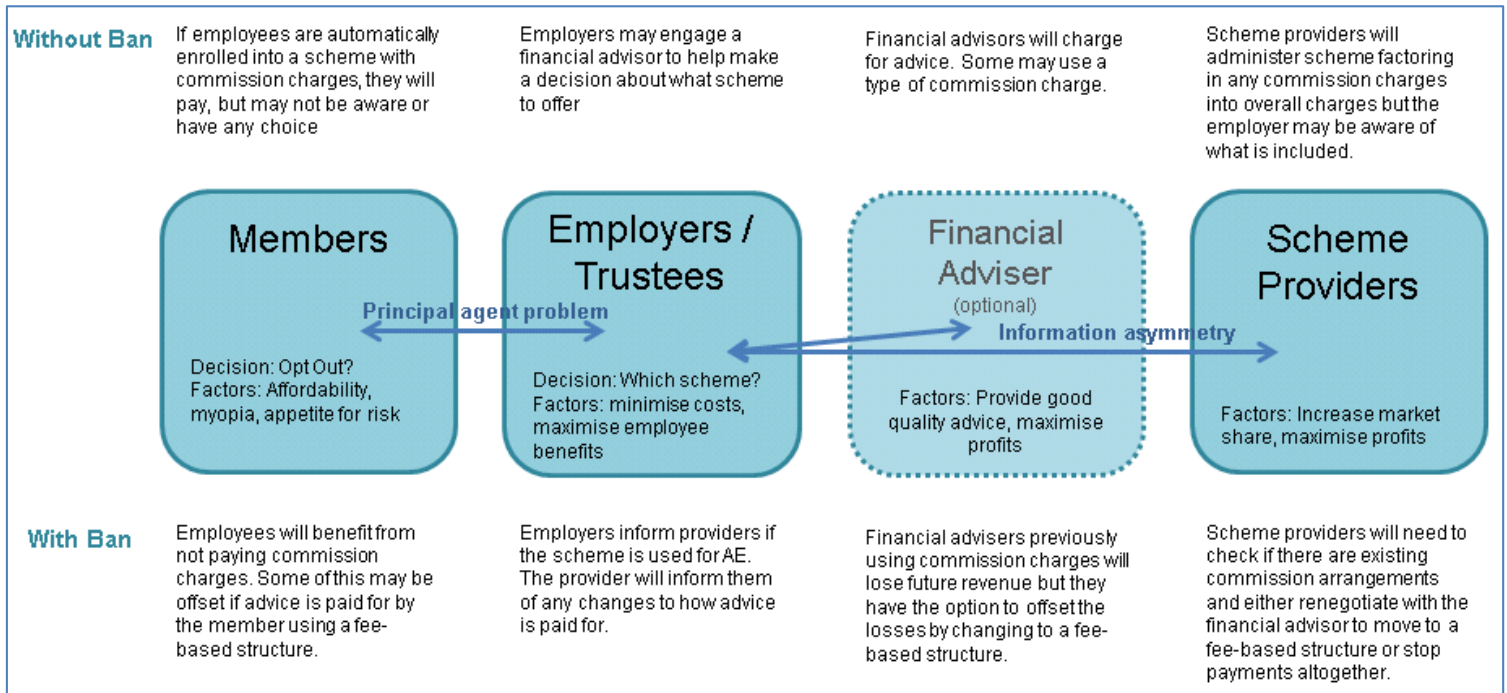 Without Ban
If employees are automatically
enrolled into a scheme with
commission charges, they will
pay, but may not be aware or
have any choice
Employers may engage a
financial advisor to help make
a decision about what scheme
to offer
Financial advisors will charge
for advice. Some may use a
type of commission charge.
Scheme providers will
administer scheme factoring
in any commission charges
into overall charges but the
employer may be aware of
what is included.
Members
Decision: Opt Out?
Factors: Affordability,
myopia, appetite for risk
Principal agent problem
Employers /
Trustees
Decision: Which scheme?
Factors: minimise costs,
maximise employee
benefits
Financial
Adviser
(optional)
Information asymmetry
Factors: Provide good
quality advice, maximise
profits
Scheme
Providers
Factors: Increase market
share, maximise profits
With Ban
Employees will benefit from
not paying commission
charges. Some of this may be
offset if advice is paid for by
the member using a fee-
based structure.
Employers inform providers if
the scheme is used for AE.
The provider will inform them
of any changes to how advice
is paid for.
Financial advisers previously
using commission charges will
lose future revenue but they
have the option to offset the
losses by changing to a fee-
based structure.
Scheme providers will need to
check if there are existing
commission arrangements
and either renegotiate with the
financial advisor to move to a
fee-based structure or stop
payments altogether.